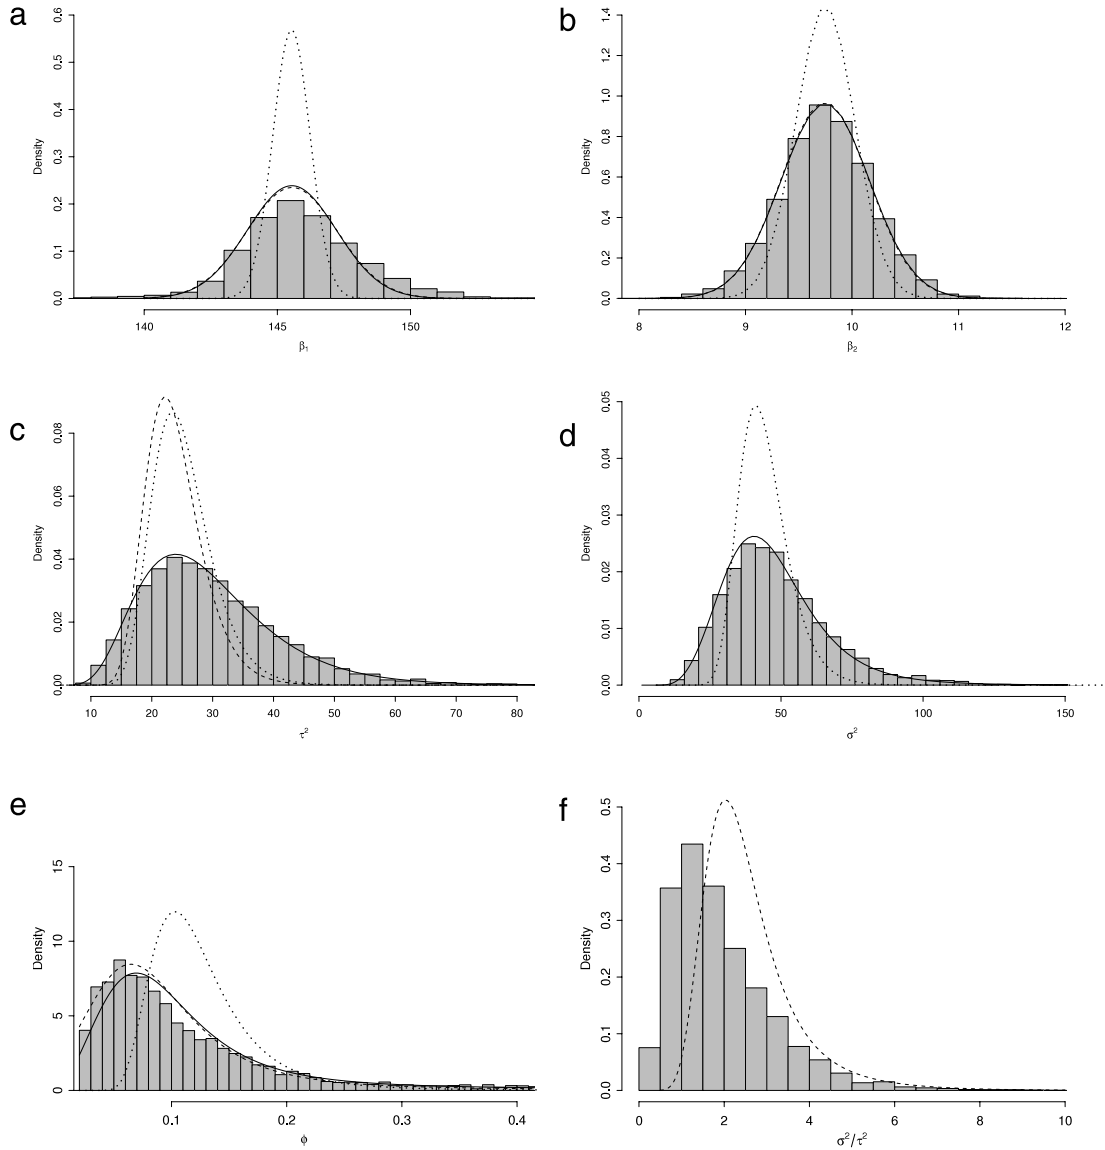 a
0.0 0.1 0.2 0.3 0.4 0.5 0.6
Density
140 145 150
β₁
b
0.0 0.2 0.4 0.6 0.8 1.0 1.2 1.4
Density
8 9 10 11 12
β₂
c
0.00 0.02 0.04 0.06 0.08
Density
10 20 30 40 50 60 70 80
τ²
d
0.00 0.01 0.02 0.03 0.04 0.05
Density
0 50 100 150
σ²
e
0 5 10 15
Density
0.1 0.2 0.3 0.4
ϕ
f
0.0 0.1 0.2 0.3 0.4 0.5
Density
0 2 4 6 8 10
σ²/τ²